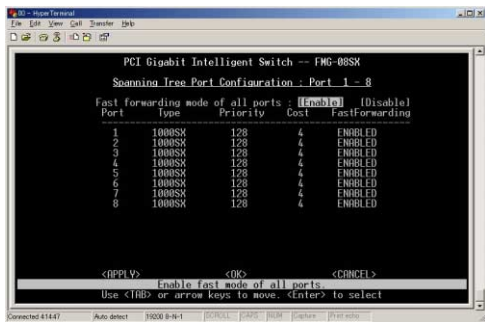 80 - HyperTerminal
File Edit View Call Transfer Help
PCI Gigabit Intelligent Switch -- FMG-08SX
Spanning Tree Port Configuration : Port 1 - 8
Fast forwarding mode of all ports : [Enable] [Disable]
Port Type Priority Cost FastForwarding
1 1000SX 128 4 ENABLED
2 1000SX 128 4 ENABLED
3 1000SX 128 4 ENABLED
4 1000SX 128 4 ENABLED
5 1000SX 128 4 ENABLED
6 1000SX 128 4 ENABLED
7 1000SX 128 4 ENABLED
8 1000SX 128 4 ENABLED
<APPLY> <OK> <CANCEL>
Enable fast mode of all ports.
Use <TAB> or arrow keys to move. <Enter> to select
Connected 4:14:47 Auto detect 19200 8-N-1 SCROLL CAPS NUM Capture Print echo